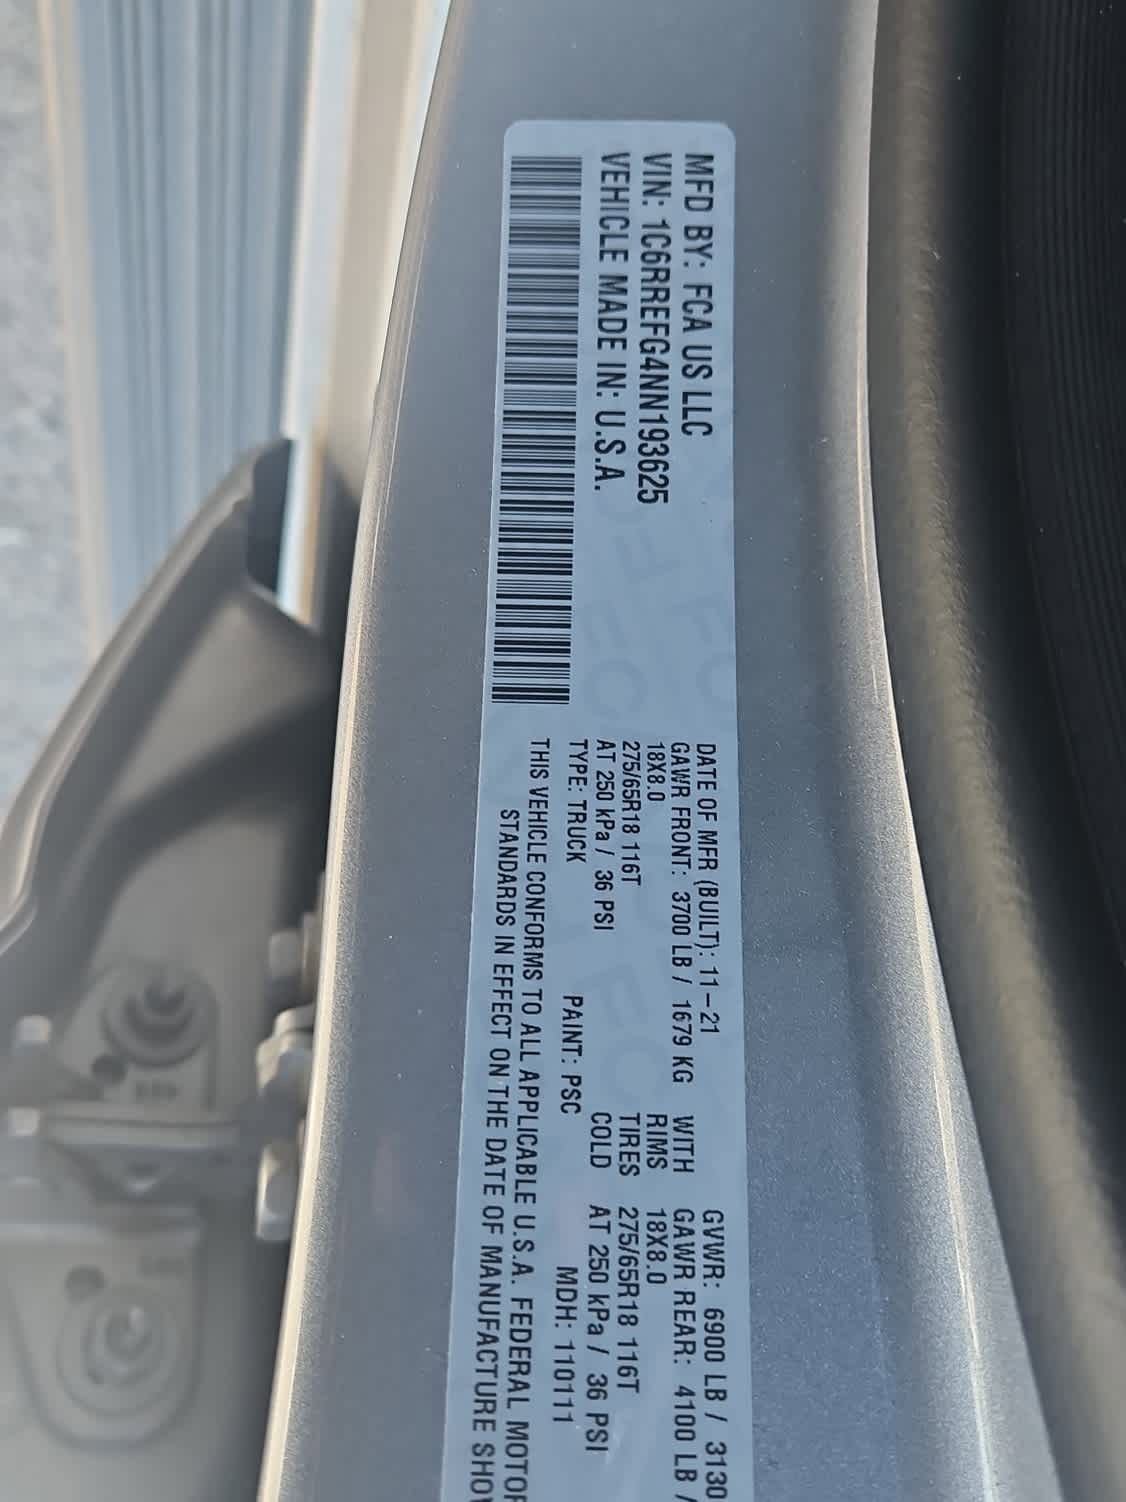 MFD BY: FCA US LLC
VIN: 1C6RREFG4NN193625
VEHICLE MADE IN: U.S.A.
DATE OF MFR (BUILT): 11-21 GVWR: 6900 LB / 3130
GAWR FRONT: 3700 LB / 1679 KG WITH GAWR REAR: 4100 LB /
18X8.0 RIMS 18X8.0
275/65R18 116T TIRES 275/65R18 116T
AT 250 kPa / 36 PSI COLD AT 250 kPa / 36 PSI
TYPE: TRUCK PAINT: PSC MDH: 110111
THIS VEHICLE CONFORMS TO ALL APPLICABLE U.S.A. FEDERAL MOTOR
STANDARDS IN EFFECT ON THE DATE OF MANUFACTURE